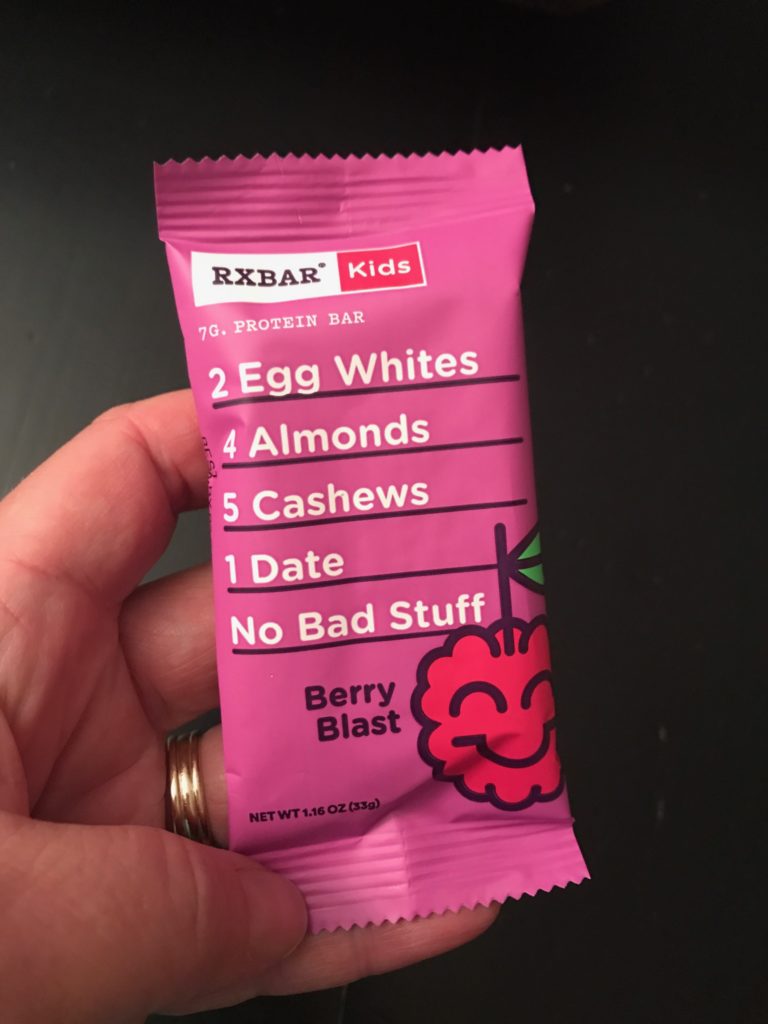 RXBAR® Kids
7G. PROTEIN BAR
2 Egg Whites
4 Almonds
5 Cashews
1 Date
No Bad Stuff
Berry
Blast
NET WT 1.16 OZ (33g)